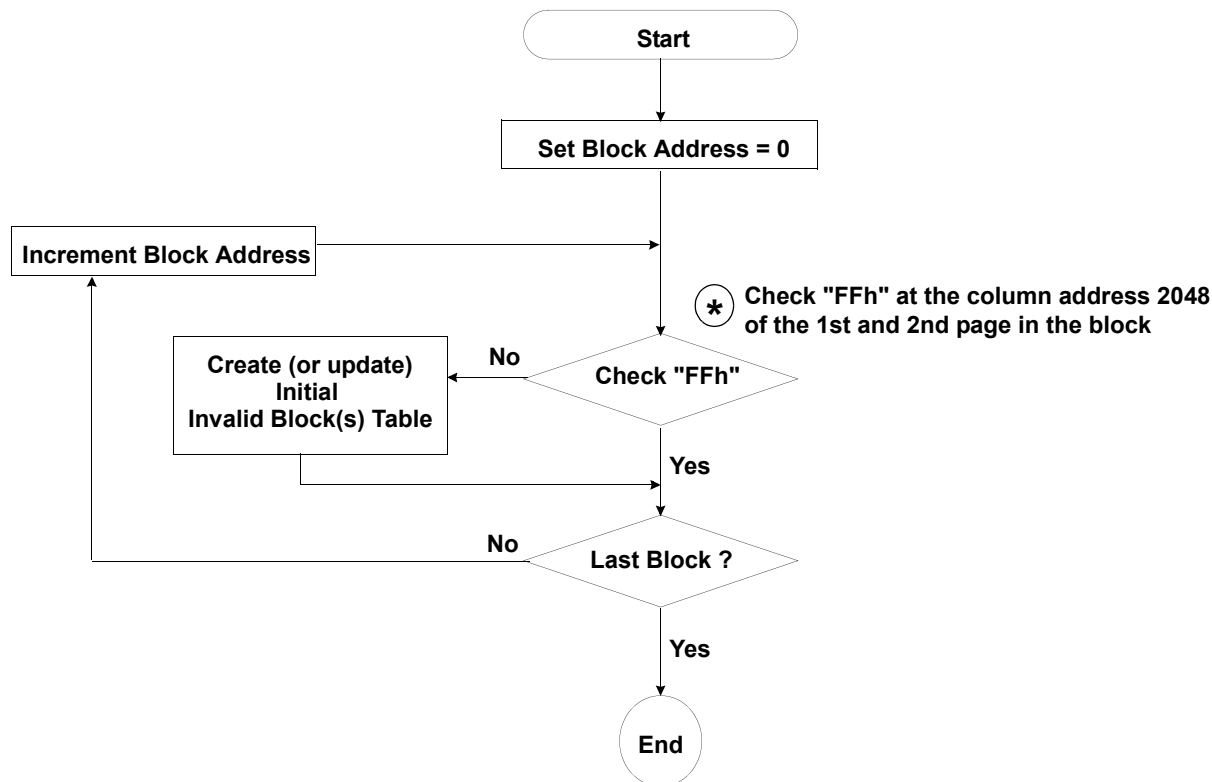 Start
Set Block Address = 0
Increment Block Address
* Check "FFh" at the column address 2048
of the 1st and 2nd page in the block
No
Create (or update)
Initial
Invalid Block(s) Table
Check "FFh"
Yes
No
Last Block ?
Yes
End